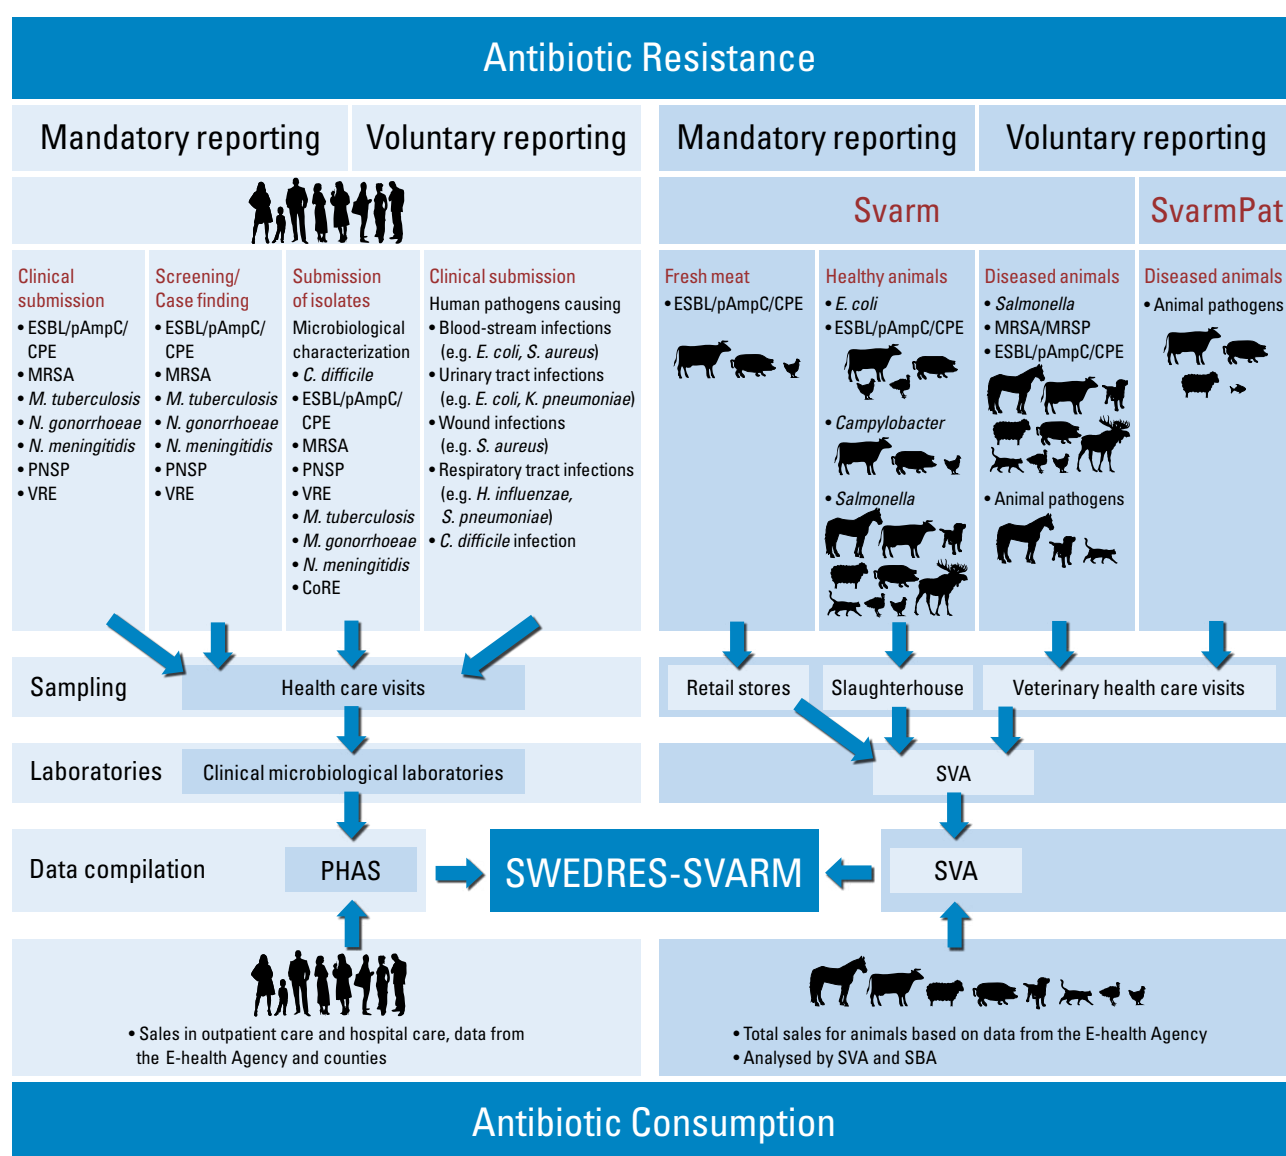 Antibiotic Resistance
Mandatory reporting
Voluntary reporting
Mandatory reporting
Voluntary reporting
Svarm
SvarmPat
Clinical
submission
• ESBL/pAmpC/
CPE
• MRSA
• M. tuberculosis
• N. gonorrhoeae
• N. meningitidis
• PNSP
• VRE
Screening/
Case finding
• ESBL/pAmpC/
CPE
• MRSA
• M. tuberculosis
• N. gonorrhoeae
• N. meningitidis
• PNSP
• VRE
Submission
of isolates
Microbiological
characterization
• C. difficile
• ESBL/pAmpC/
CPE
• MRSA
• PNSP
• VRE
• M. tuberculosis
• M. gonorrhoeae
• N. meningitidis
• CoRE
Clinical submission
Human pathogens causing
• Blood-stream infections
(e.g. E. coli, S. aureus)
• Urinary tract infections
(e.g. E. coli, K. pneumoniae)
• Wound infections
(e.g. S. aureus)
• Respiratory tract infections
(e.g. H. influenzae,
S. pneumoniae)
• C. difficile infection
Fresh meat
• ESBL/pAmpC/CPE
Healthy animals
• E. coli
• ESBL/pAmpC/CPE
• Campylobacter
• Salmonella
Diseased animals
• Salmonella
• MRSA/MRSP
• ESBL/pAmpC/CPE
• Animal pathogens
Diseased animals
• Animal pathogens
Sampling
Health care visits
Retail stores
Slaughterhouse
Veterinary health care visits
Laboratories
Clinical microbiological laboratories
SVA
Data compilation
PHAS
SWEDRES-SVARM
SVA
• Sales in outpatient care and hospital care, data from
the E-health Agency and counties
• Total sales for animals based on data from the E-health Agency
• Analysed by SVA and SBA
Antibiotic Consumption